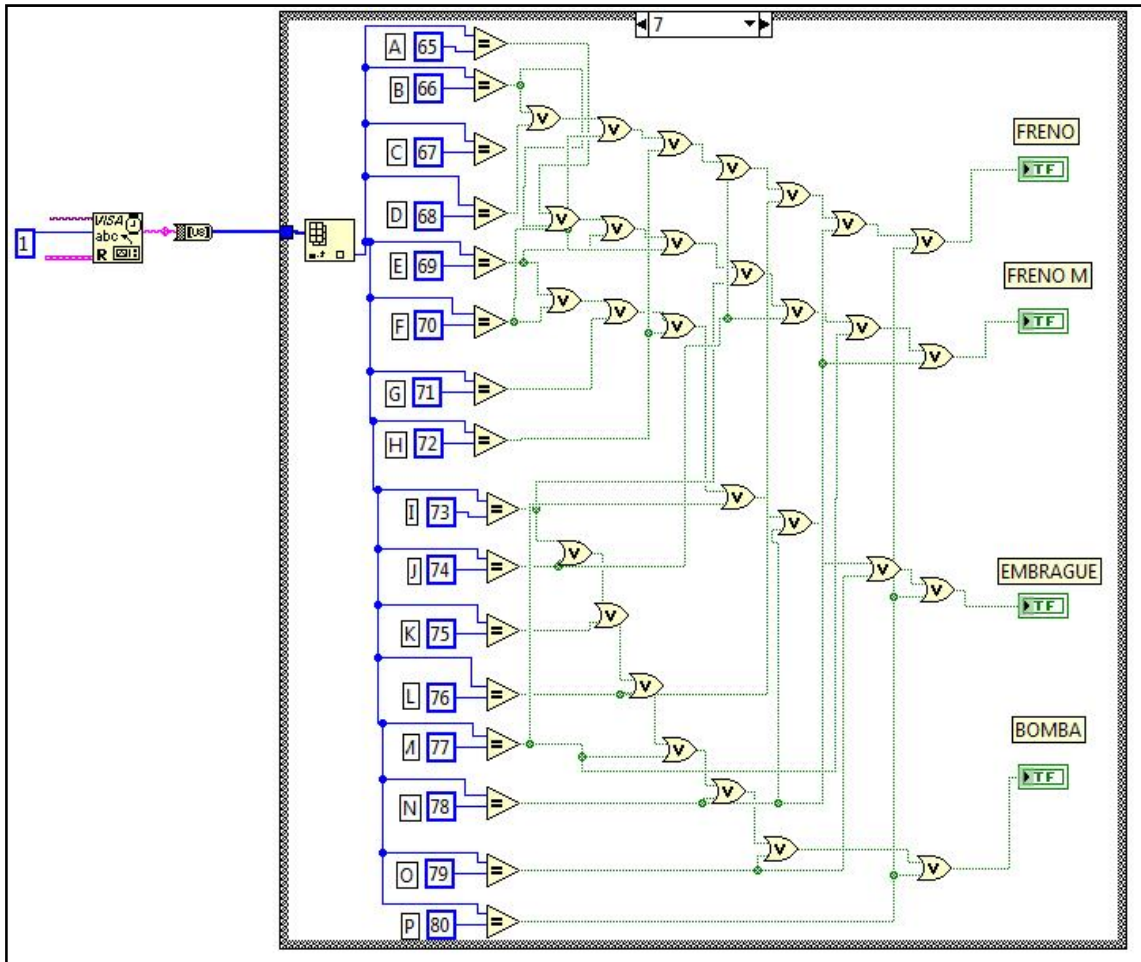 7
A 65
B 66
C 67
D 68
E 69
F 70
G 71
H 72
I 73
J 74
K 75
L 76
77
N 78
O 79
P 80
1
VISA
abc
R
[U8]
FRENO
TF
FRENO M
TF
EMBRAGUE
TF
BOMBA
TF